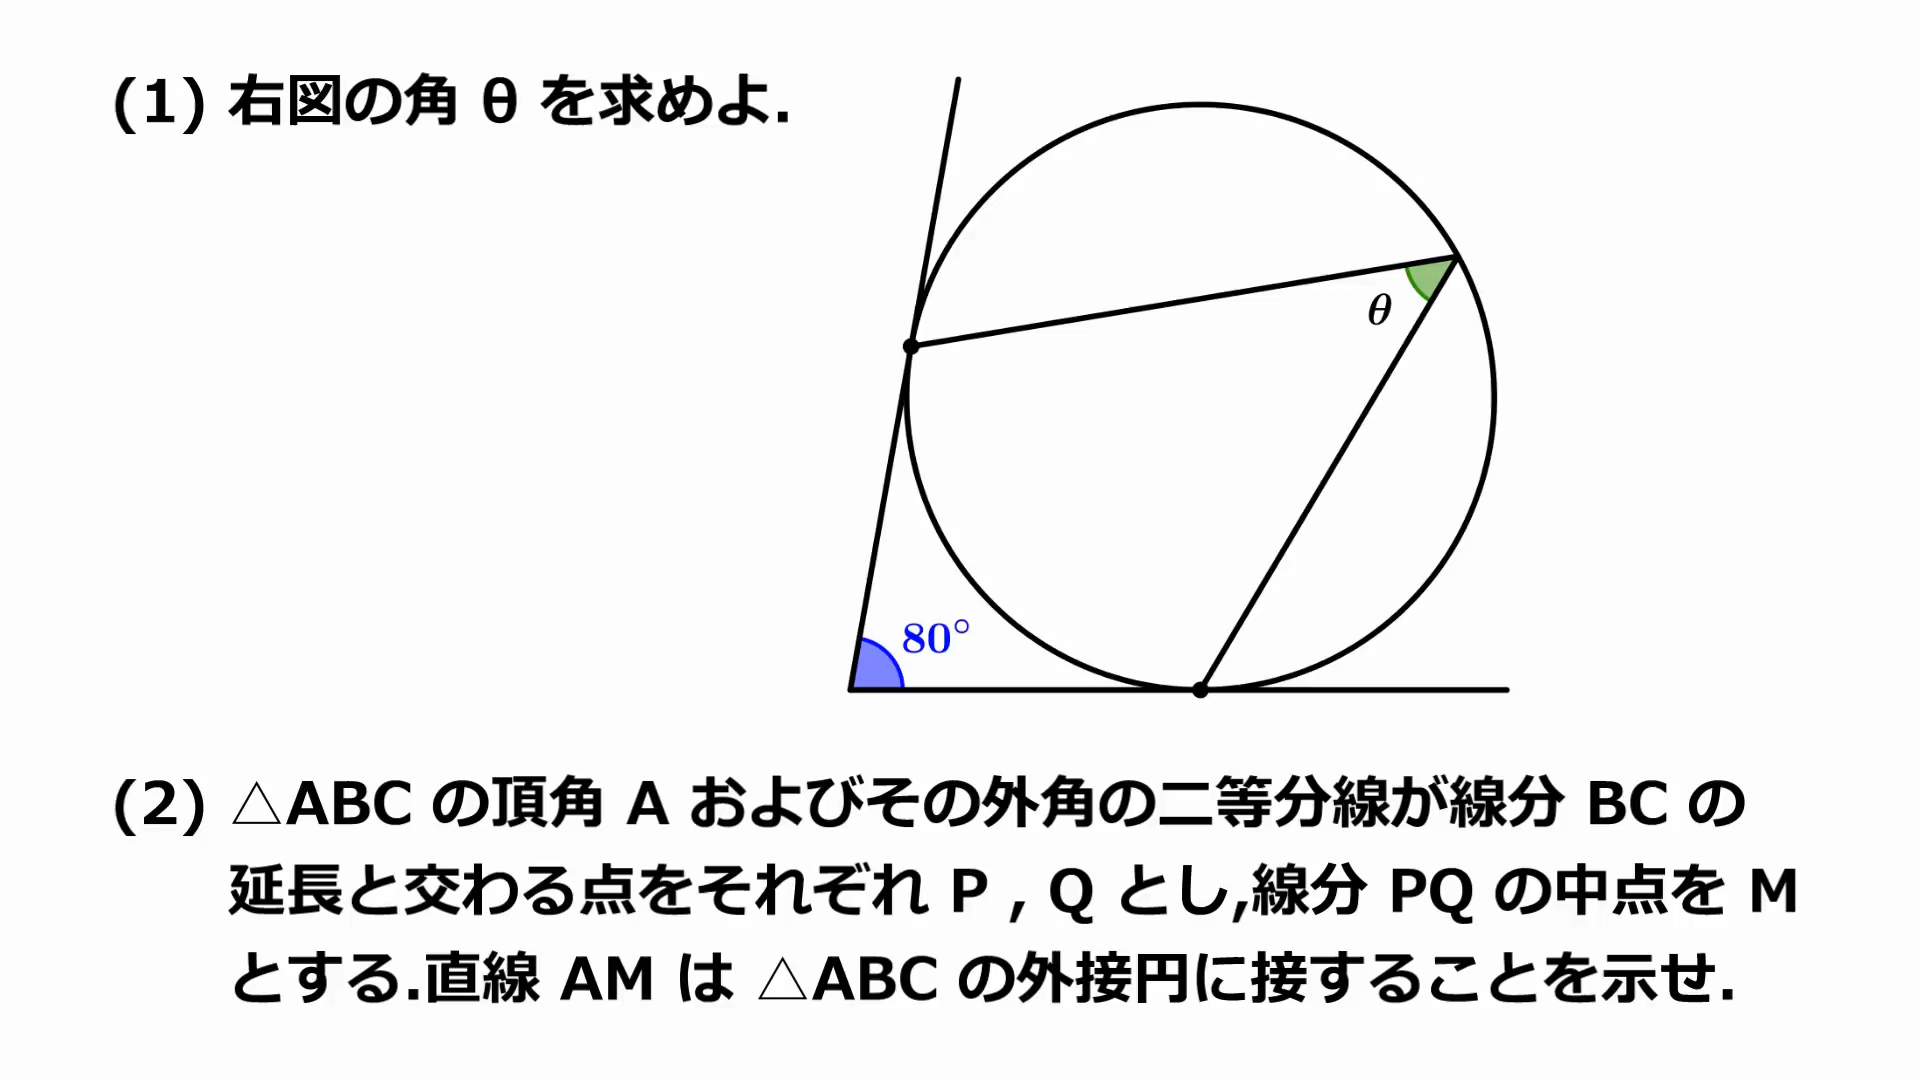 (1) 右図の角 θ を求めよ.
θ
80°
(2) △ABC の頂角 A およびその外角の二等分線が線分 BC の
延長と交わる点をそれぞれ P , Q とし,線分 PQ の中点を M
とする.直線 AM は △ABC の外接円に接することを示せ.